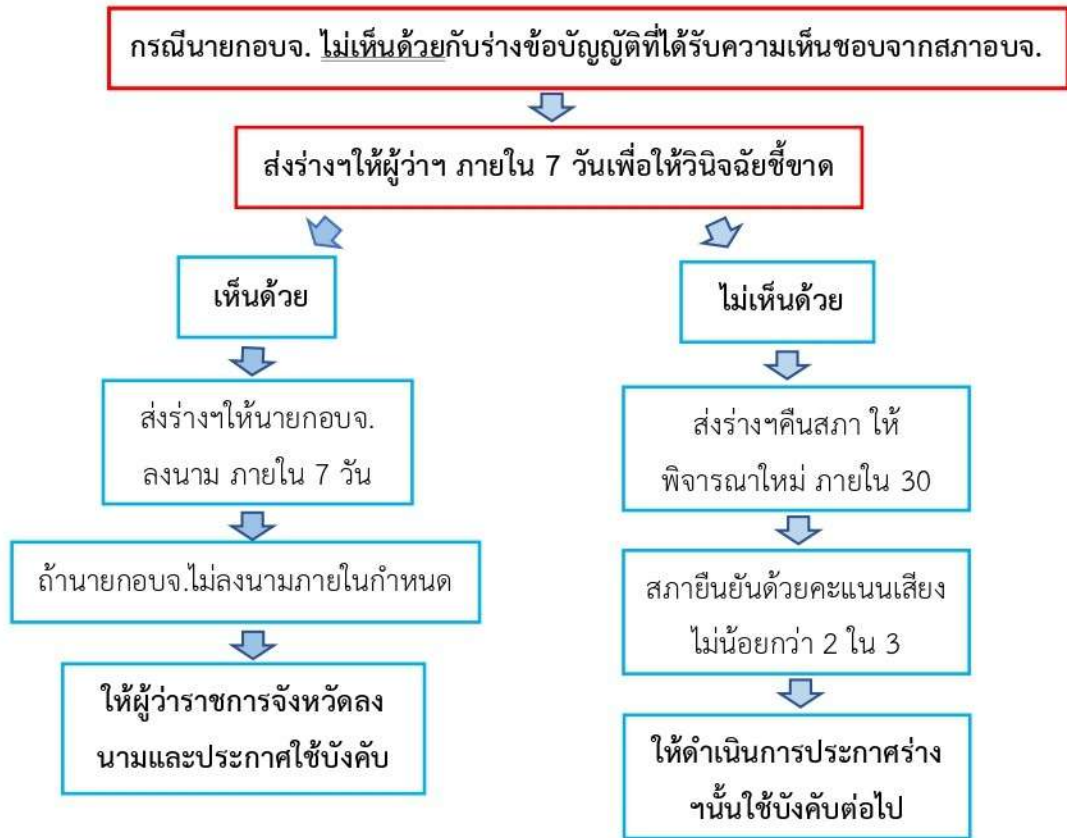 กรณีนายกอบจ. ไม่เห็นด้วยกับร่างข้อบัญญัติที่ได้รับความเห็นชอบจากสภาอบจ.
ส่งร่างฯให้ผู้ว่าฯ ภายใน 7 วันเพื่อให้วินิจฉัยชี้ขาด
เห็นด้วย
ส่งร่างฯให้นายกอบจ.
ลงนาม ภายใน 7 วัน
ถ้านายกอบจ.ไม่ลงนามภายในกำหนด
ให้ผู้ว่าราชการจังหวัดลง
นามและประกาศใช้บังคับ
ไม่เห็นด้วย
ส่งร่างฯคืนสภา ให้
พิจารณาใหม่ ภายใน 30
สภายืนยันด้วยคะแนนเสียง
ไม่น้อยกว่า 2 ใน 3
ให้ดำเนินการประกาศร่าง
ฯนั้นใช้บังคับต่อไป